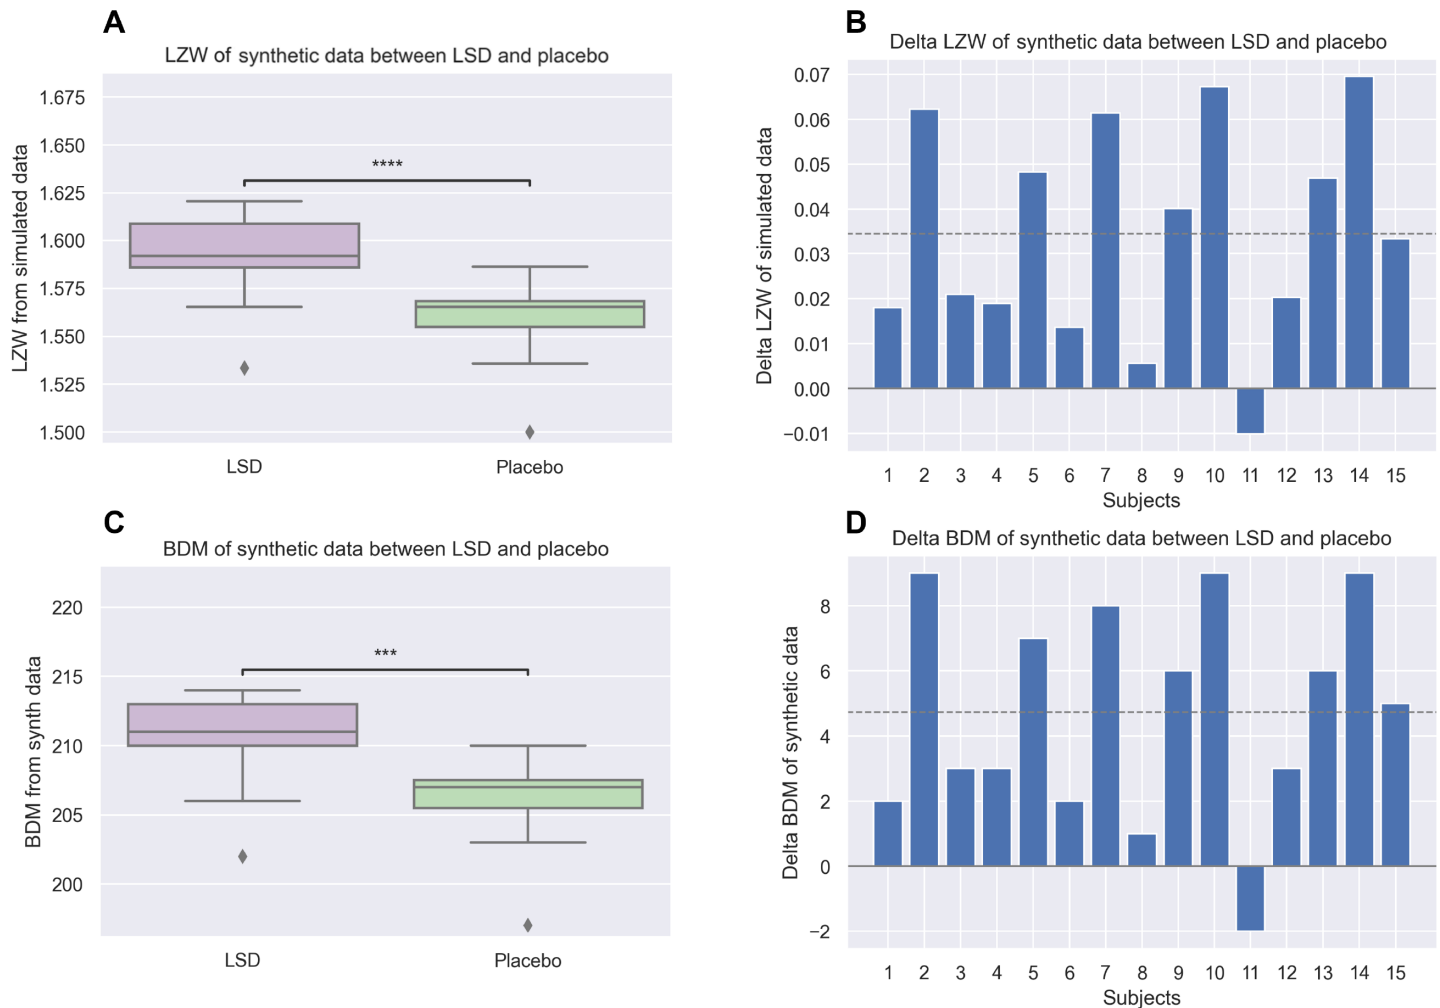 A
LZW of synthetic data between LSD and placebo
LZW from simulated data
1.675
1.650
1.625
1.600
1.575
1.550
1.525
1.500
****
LSD Placebo
B
Delta LZW of synthetic data between LSD and placebo
Delta LZW of simulated data
0.07
0.06
0.05
0.04
0.03
0.02
0.01
0.00
−0.01
1 2 3 4 5 6 7 8 9 10 11 12 13 14 15
Subjects
C
BDM of synthetic data between LSD and placebo
BDM from synth data
220
215
210
205
200
***
LSD Placebo
D
Delta BDM of synthetic data between LSD and placebo
Delta BDM of synthetic data
8
6
4
2
0
−2
1 2 3 4 5 6 7 8 9 10 11 12 13 14 15
Subjects